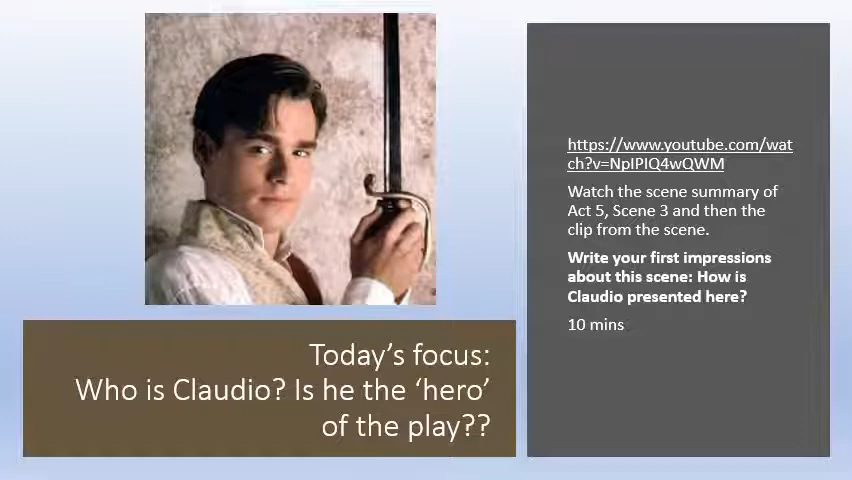 Today's focus:
Who is Claudio? Is he the 'hero'
of the play??
https://www.youtube.com/wat
ch?v=NpIPIQ4wQWM
Watch the scene summary of
Act 5, Scene 3 and then the
clip from the scene.
Write your first impressions
about this scene: How is
Claudio presented here?
10 mins